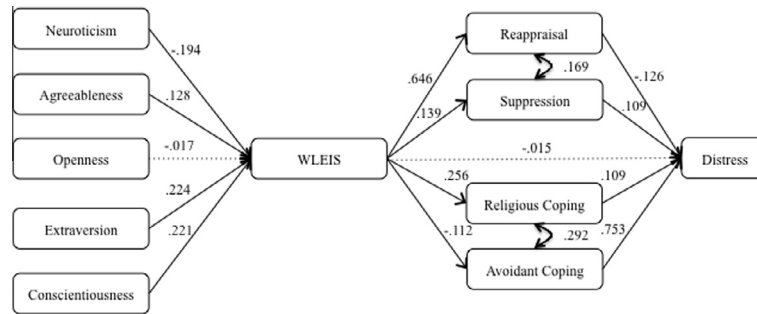 Neuroticism
-.194
Agreeableness
.128
Openness
-.017
.224
Extraversion
.221
Conscientiousness
WLEIS
.646
.139
-.015
.256
-.112
Reappraisal
.169
Suppression
Religious Coping
.292
Avoidant Coping
-.126
.109
.109
.753
Distress